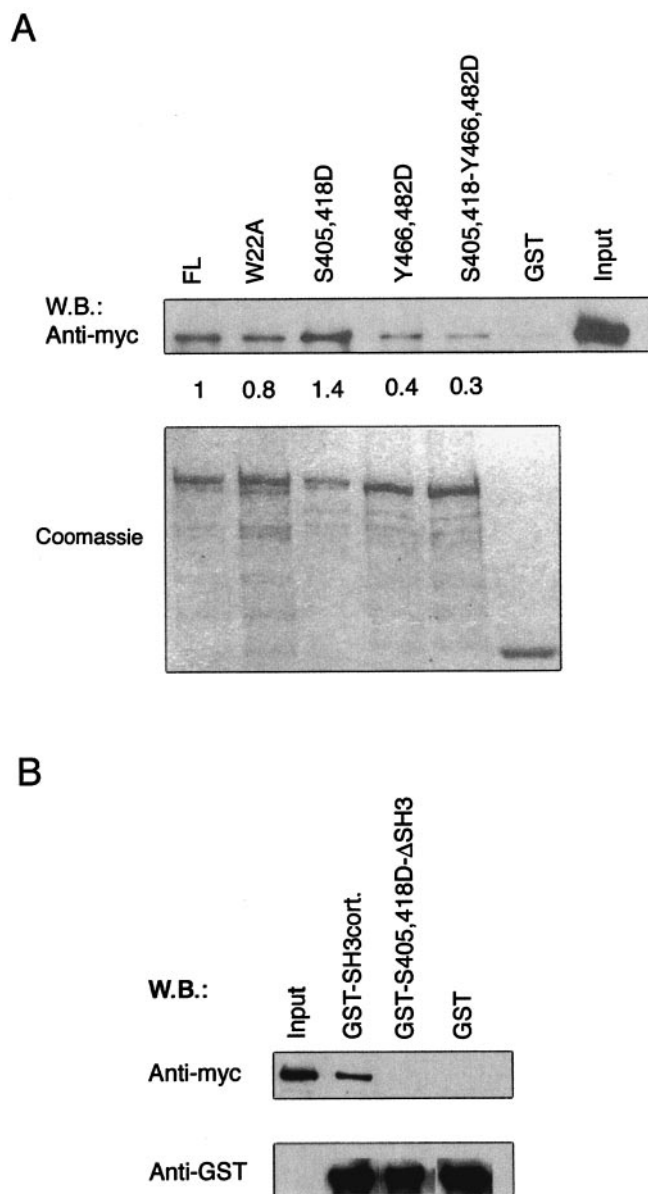 A
FL
W22A
S405,418D
Y466,482D
S405,418-Y466,482D
GST
Input
W.B.:
Anti-myc
1 0.8 1.4 0.4 0.3
Coomassie
B
W.B.:
Input
GST-SH3cort.
GST-S405,418D-ΔSH3
GST
Anti-myc
Anti-GST